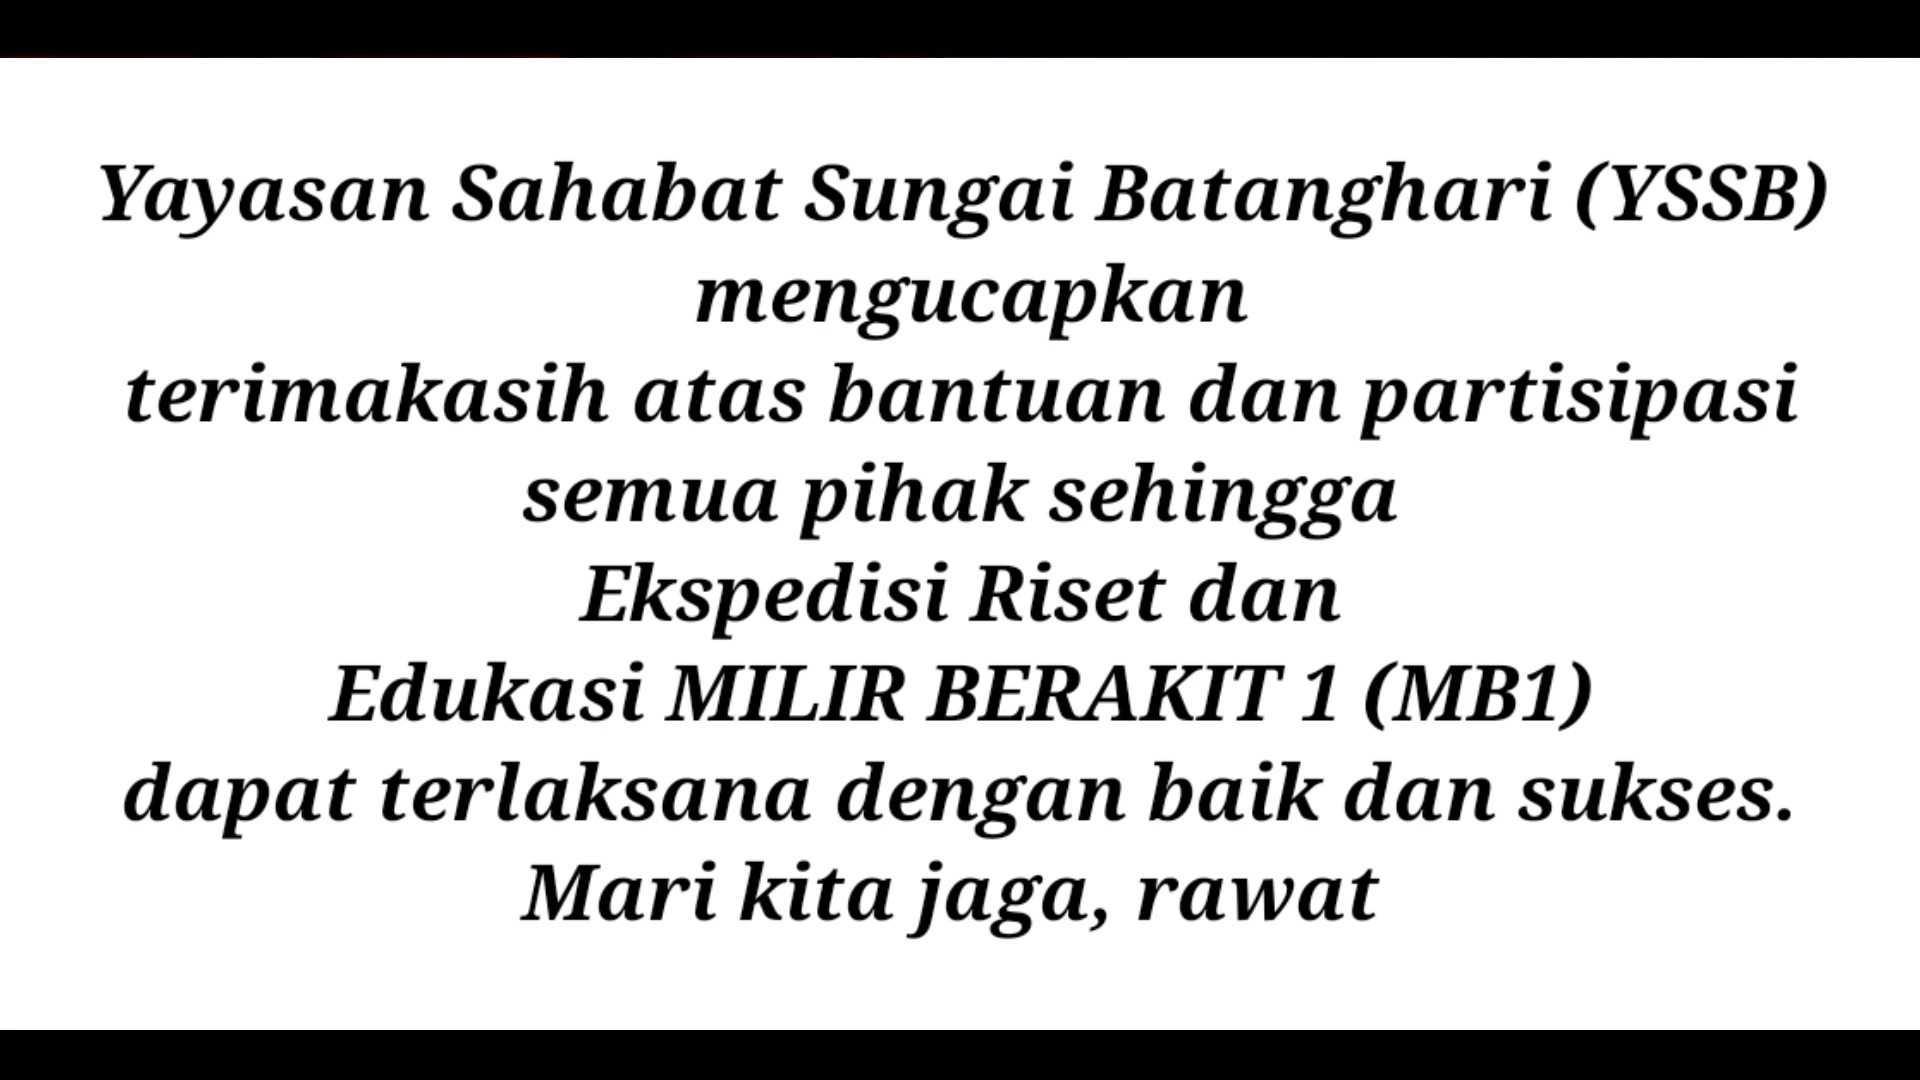 Yayasan Sahabat Sungai Batanghari (YSSB)
mengucapkan
terimakasih atas bantuan dan partisipasi
semua pihak sehingga
Ekspedisi Riset dan
Edukasi MILIR BERAKIT 1 (MB1)
dapat terlaksana dengan baik dan sukses.
Mari kita jaga, rawat